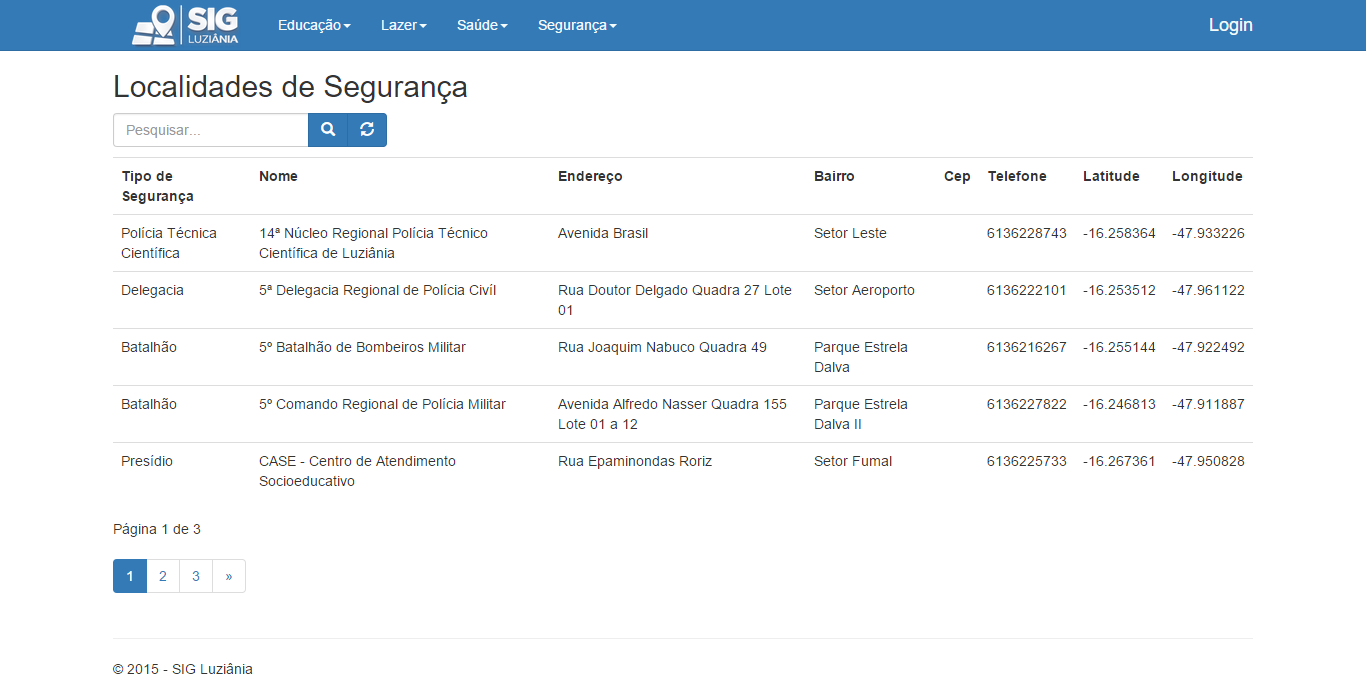 SIG
LUZIÂNIA
Educação Lazer Saúde Segurança Login
Localidades de Segurança
Pesquisar...
Tipo de Segurança Nome Endereço Bairro Cep Telefone Latitude Longitude
Polícia Técnica Científica 14ª Núcleo Regional Polícia Técnico Científica de Luziânia Avenida Brasil Setor Leste 6136228743 -16.258364 -47.933226
Delegacia 5ª Delegacia Regional de Polícia Civíl Rua Doutor Delgado Quadra 27 Lote 01 Setor Aeroporto 6136222101 -16.253512 -47.961122
Batalhão 5º Batalhão de Bombeiros Militar Rua Joaquim Nabuco Quadra 49 Parque Estrela Dalva 6136216267 -16.255144 -47.922492
Batalhão 5º Comando Regional de Polícia Militar Avenida Alfredo Nasser Quadra 155 Lote 01 a 12 Parque Estrela Dalva II 6136227822 -16.246813 -47.911887
Presídio CASE - Centro de Atendimento Socioeducativo Rua Epaminondas Roriz Setor Fumal 6136225733 -16.267361 -47.950828
Página 1 de 3
1 2 3 »
© 2015 - SIG Luziânia